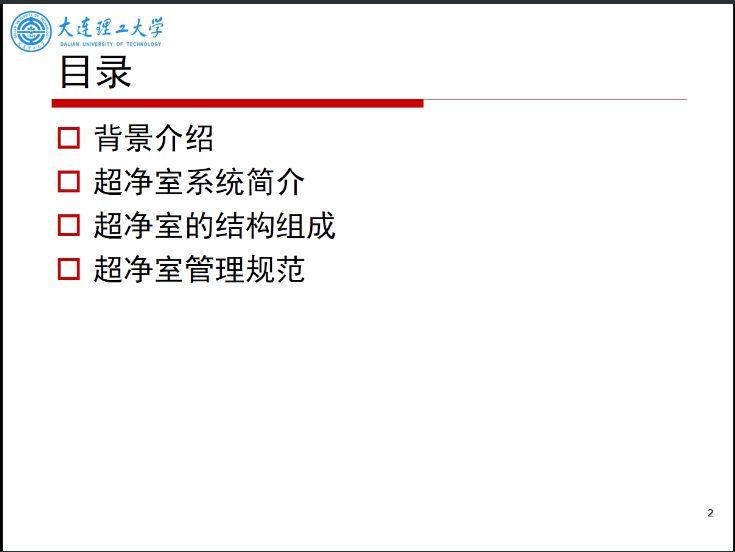 大连理工大学
DALIAN UNIVERSITY OF TECHNOLOGY
目录
背景介绍
超净室系统简介
超净室的结构组成
超净室管理规范
2